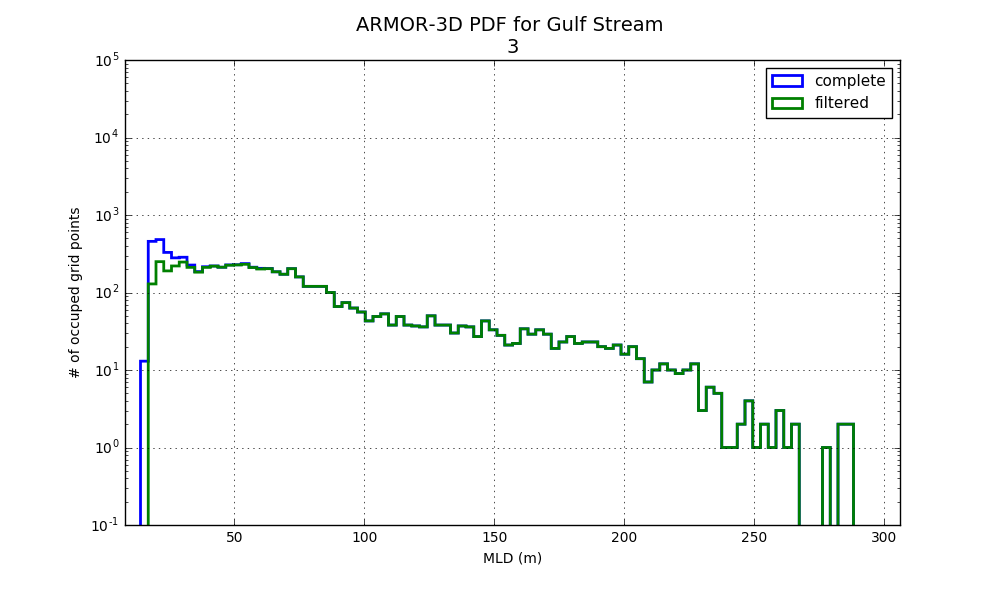 ARMOR-3D PDF for Gulf Stream
3
complete
filtered
# of occuped grid points
10^5
10^4
10^3
10^2
10^1
10^0
10^-1
50 100 150 200 250 300
MLD (m)